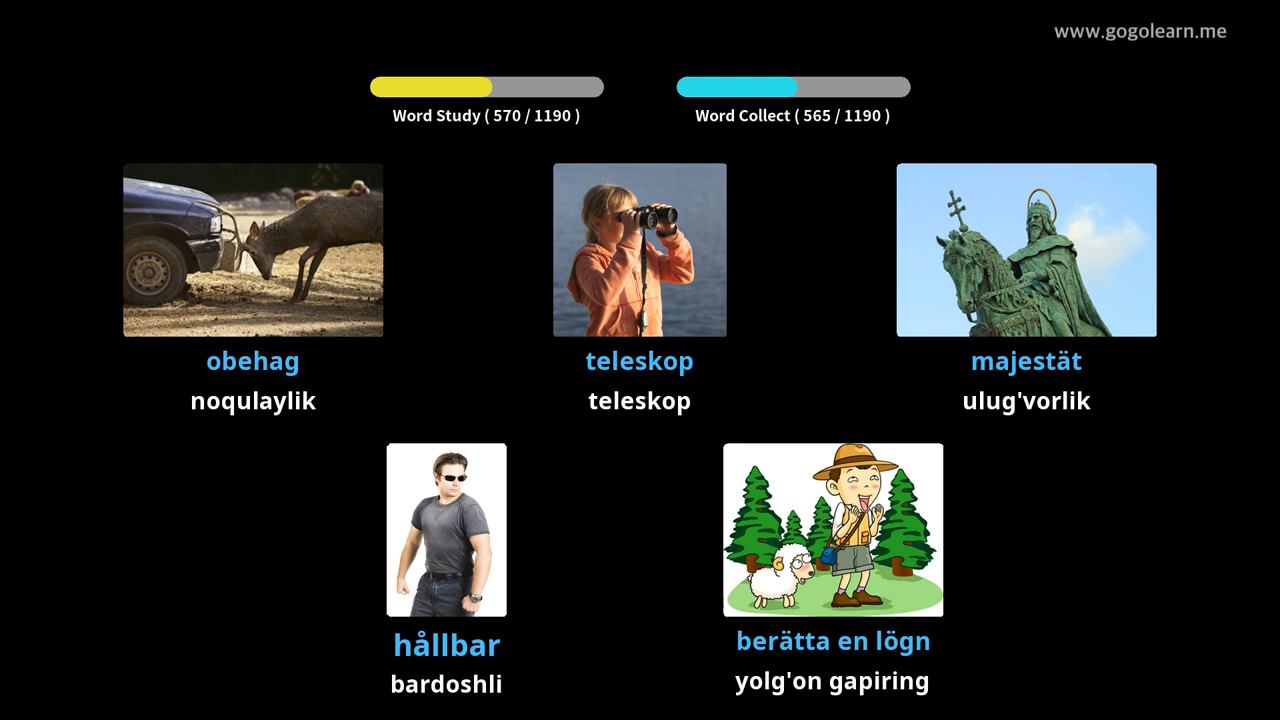 www.gogolearn.me
Word Study ( 570 / 1190 )
Word Collect ( 565 / 1190 )
obehag
noqulaylik
teleskop
teleskop
majestät
ulug'vorlik
hållbar
bardoshli
berätta en lögn
yolg'on gapiring